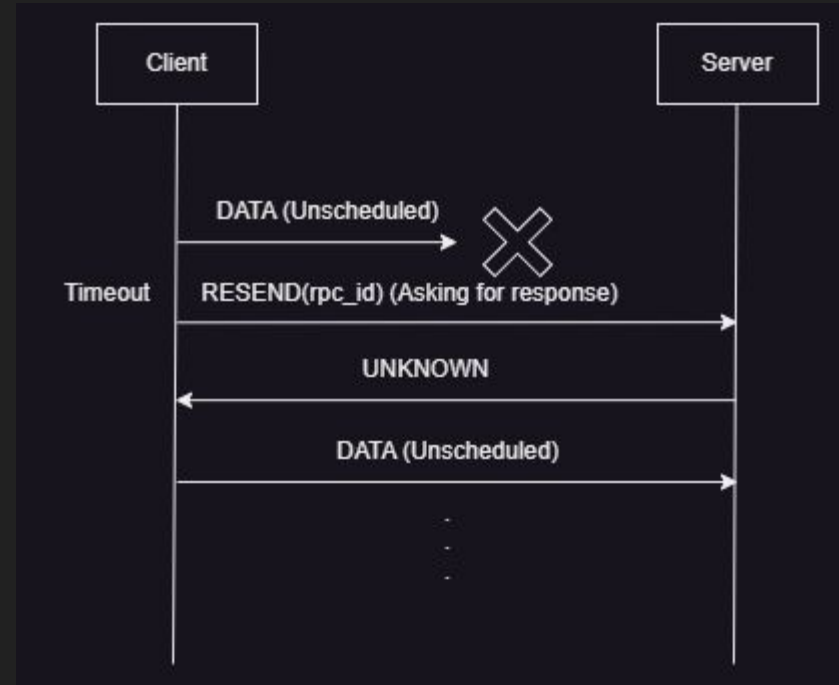 Client
Server
DATA (Unscheduled)
Timeout
RESEND(rpc_id) (Asking for response)
UNKNOWN
DATA (Unscheduled)
.
.
.